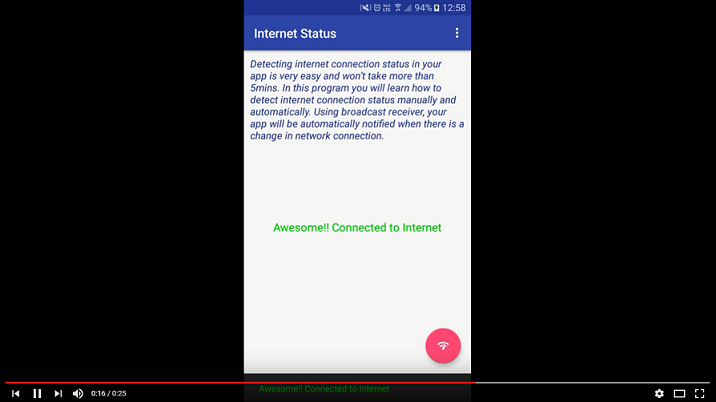 94% 12:58
Internet Status
Detecting internet connection status in your
app is very easy and won't take more than
5mins. In this program you will learn how to
detect internet connection status manually and
automatically. Using broadcast receiver, your
app will be automatically notified when there is a
change in network connection.
Awesome!! Connected to Internet
Awesome!! Connected to Internet
0:16 / 0:25